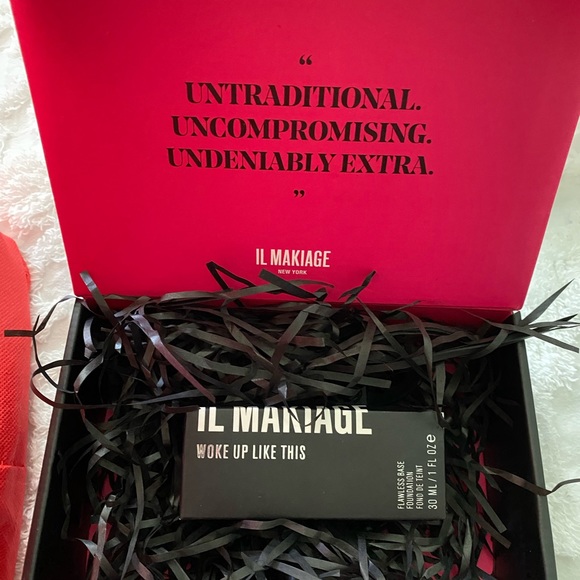 “
UNTRADITIONAL.
UNCOMPROMISING.
UNDENIABLY EXTRA.
”
IL MAKIAGE
NEW YORK
IL MAKIAGE
WOKE UP LIKE THIS
FLAWLESS BASE
FOUNDATION
FOND DE TEINT
30 ML / 1 FL OZ ℮